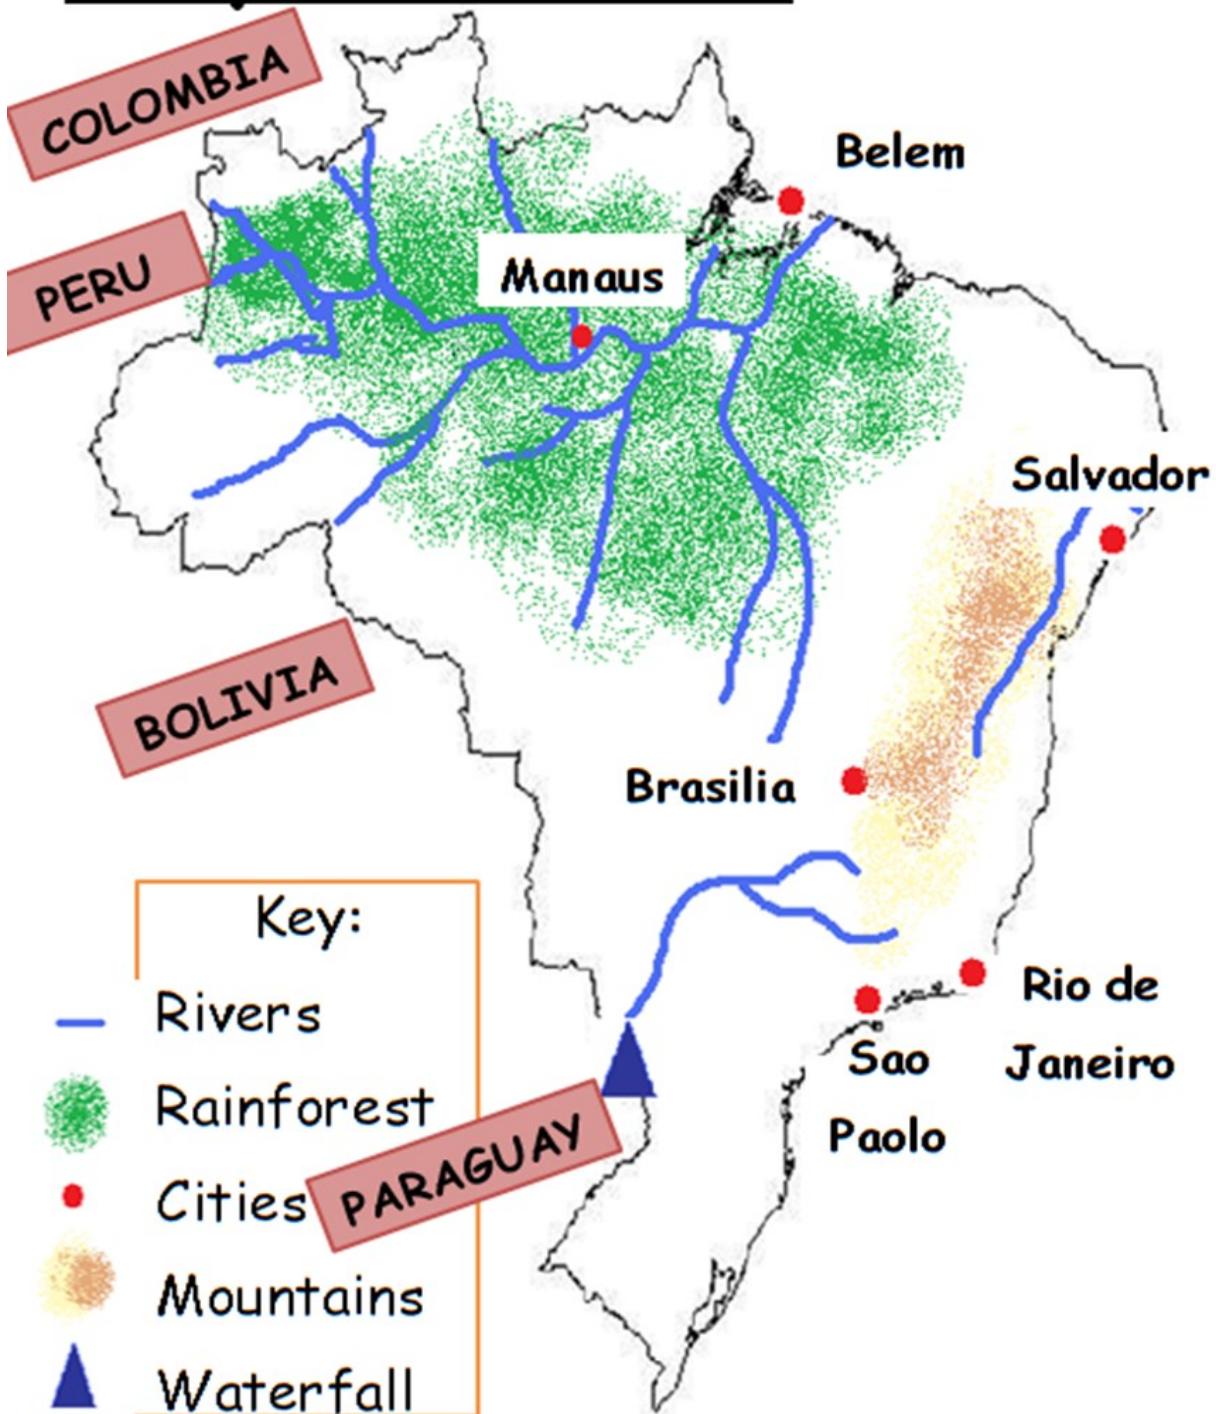 COLOMBIA
Belem
PERU
Manaus
Salvador
BOLIVIA
Brasilia
Key:
Rivers
Rainforest
Cities
Mountains
Waterfall
PARAGUAY
Rio de
Janeiro
Sao
Paolo